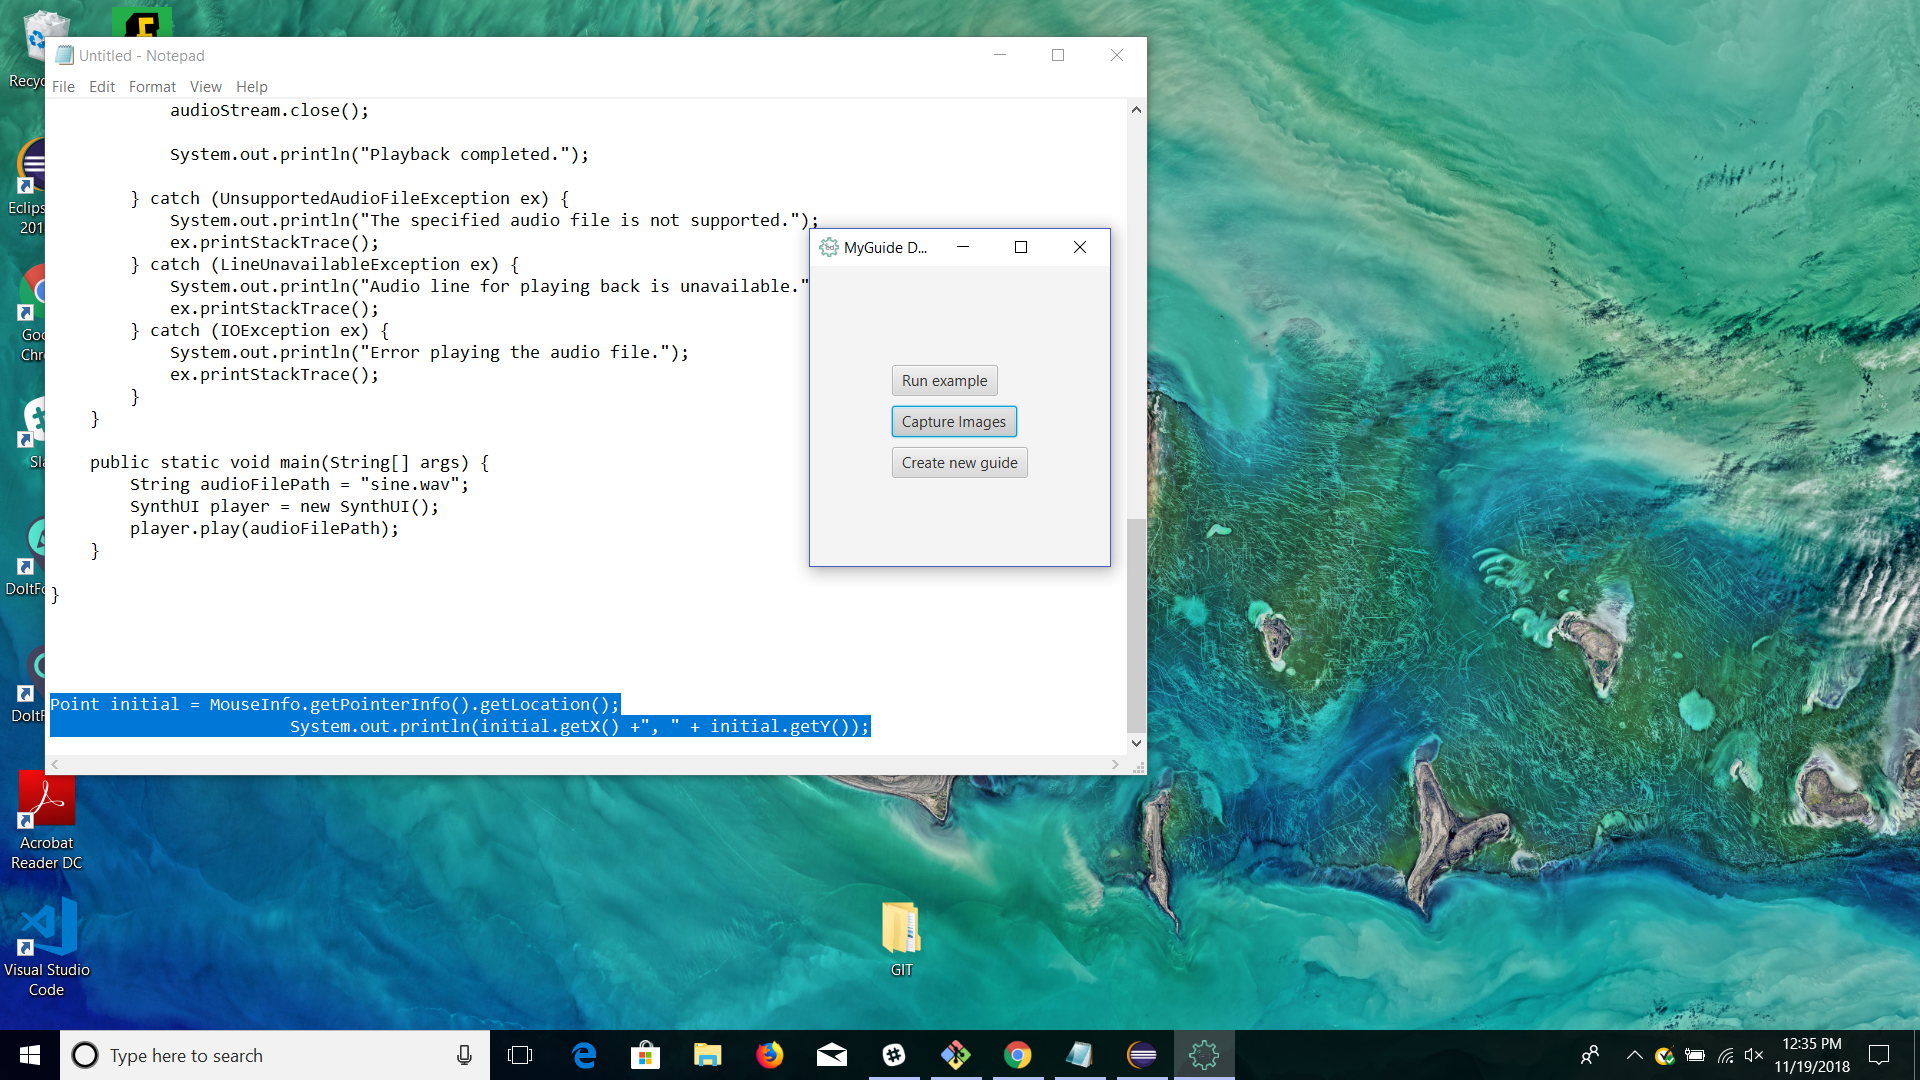 Untitled - Notepad
File Edit Format View Help
audioStream.close();
System.out.println("Playback completed.");
} catch (UnsupportedAudioFileException ex) {
System.out.println("The specified audio file is not supported.");
ex.printStackTrace();
} catch (LineUnavailableException ex) {
System.out.println("Audio line for playing back is unavailable."
ex.printStackTrace();
} catch (IOException ex) {
System.out.println("Error playing the audio file.");
ex.printStackTrace();
}
}
public static void main(String[] args) {
String audioFilePath = "sine.wav";
SynthUI player = new SynthUI();
player.play(audioFilePath);
}
}
Point initial = MouseInfo.getPointerInfo().getLocation();
System.out.println(initial.getX() +", " + initial.getY());
MyGuide D...
Run example
Capture Images
Create new guide
Recyc
Eclips
201
Goo
Chr
Sla
DoItFo
DoItF
Acrobat
Reader DC
Visual Studio
Code
GIT
Type here to search
12:35 PM
11/19/2018